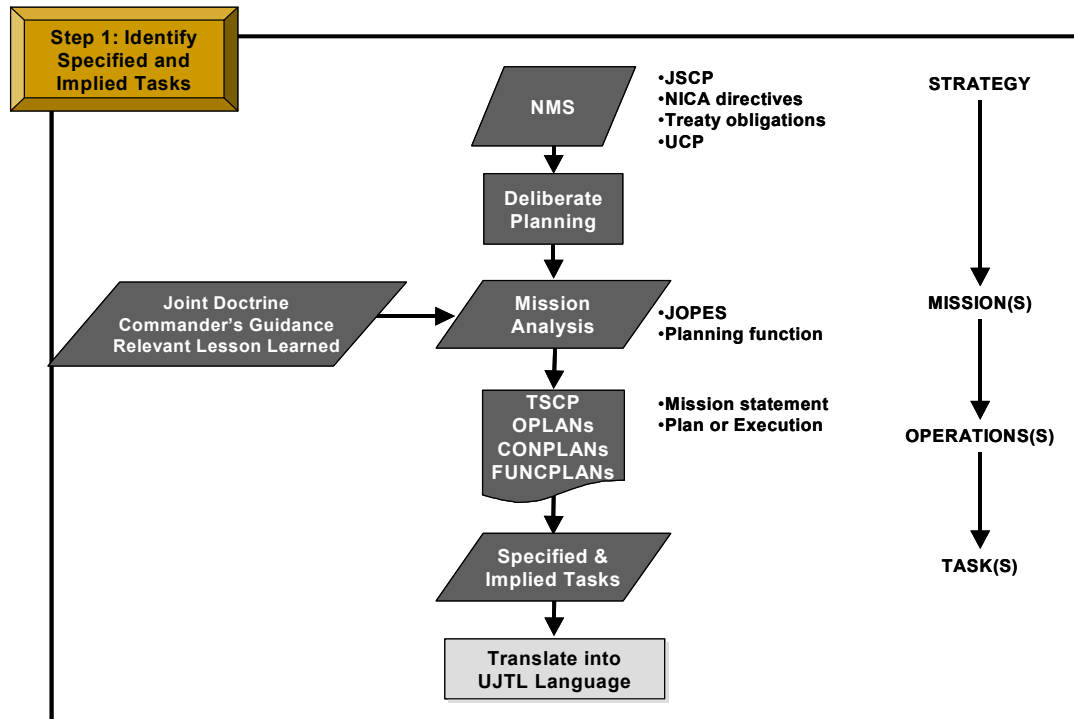 Step 1: Identify
Specified and
Implied Tasks
NMS
•JSCP
•NICA directives
•Treaty obligations
•UCP
STRATEGY
Deliberate
Planning
Joint Doctrine
Commander's Guidance
Relevant Lesson Learned
Mission
Analysis
•JOPES
•Planning function
MISSION(S)
TSCP
OPLANs
CONPLANs
FUNCPLANs
•Mission statement
•Plan or Execution
OPERATIONS(S)
Specified &
Implied Tasks
TASK(S)
Translate into
UJTL Language